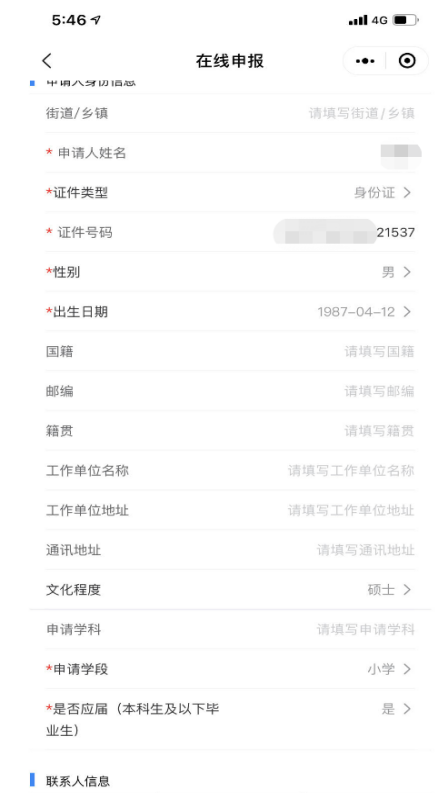 5:46
4G
在线申报
申请人身份信息
街道/乡镇 请填写街道/乡镇
* 申请人姓名
*证件类型 身份证
* 证件号码 21537
*性别 男
*出生日期 1987-04-12
国籍 请填写国籍
邮编 请填写邮编
籍贯 请填写籍贯
工作单位名称 请填写工作单位名称
工作单位地址 请填写工作单位地址
通讯地址 请填写通讯地址
文化程度 硕士
申请学科 请填写申请学科
*申请学段 小学
*是否应届（本科生及以下毕 是
业生）
联系人信息